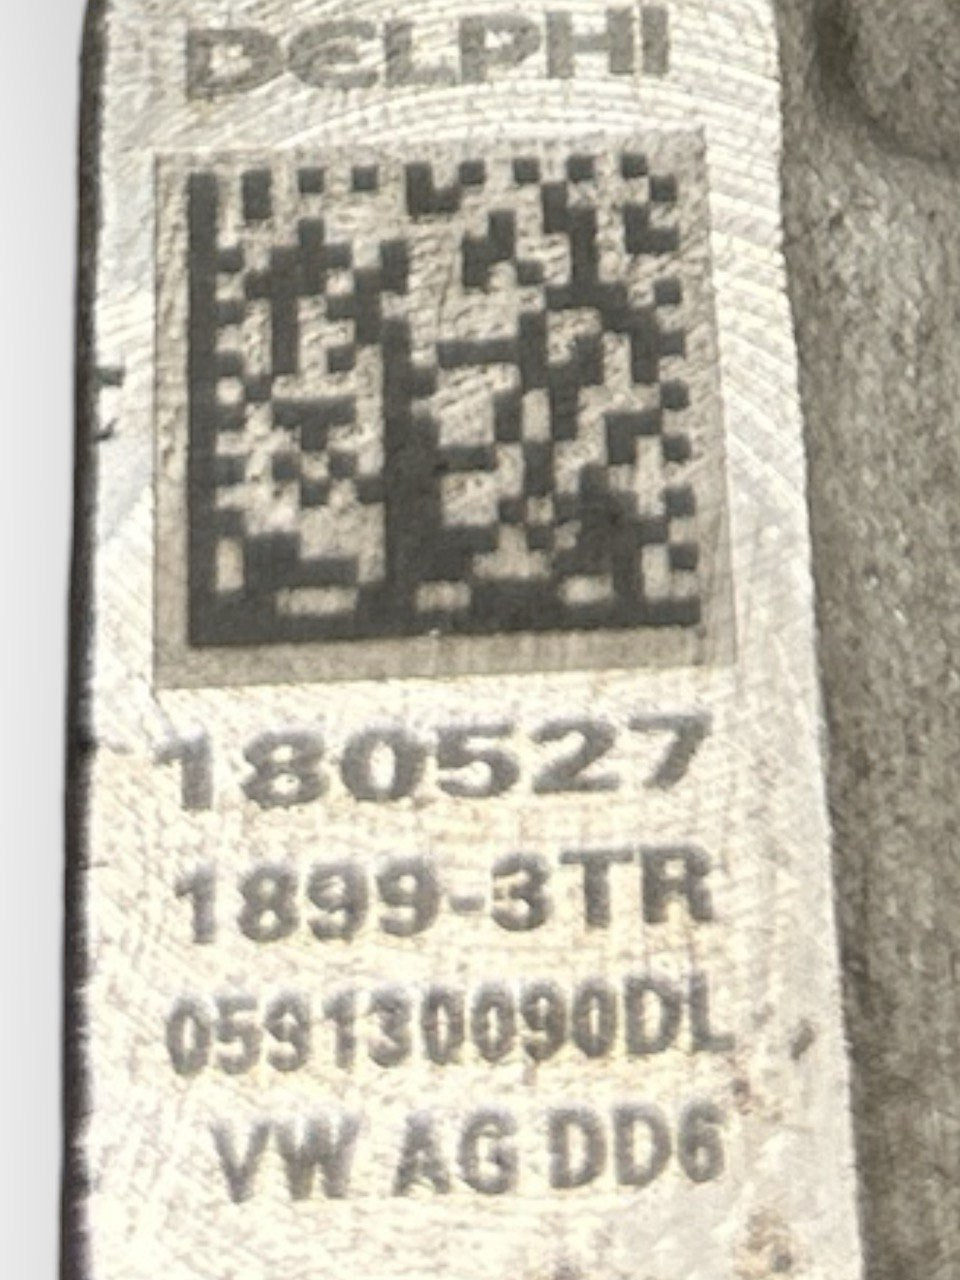 DELPHI
180527
1899-3TR
059130090DL
VW AG DD6